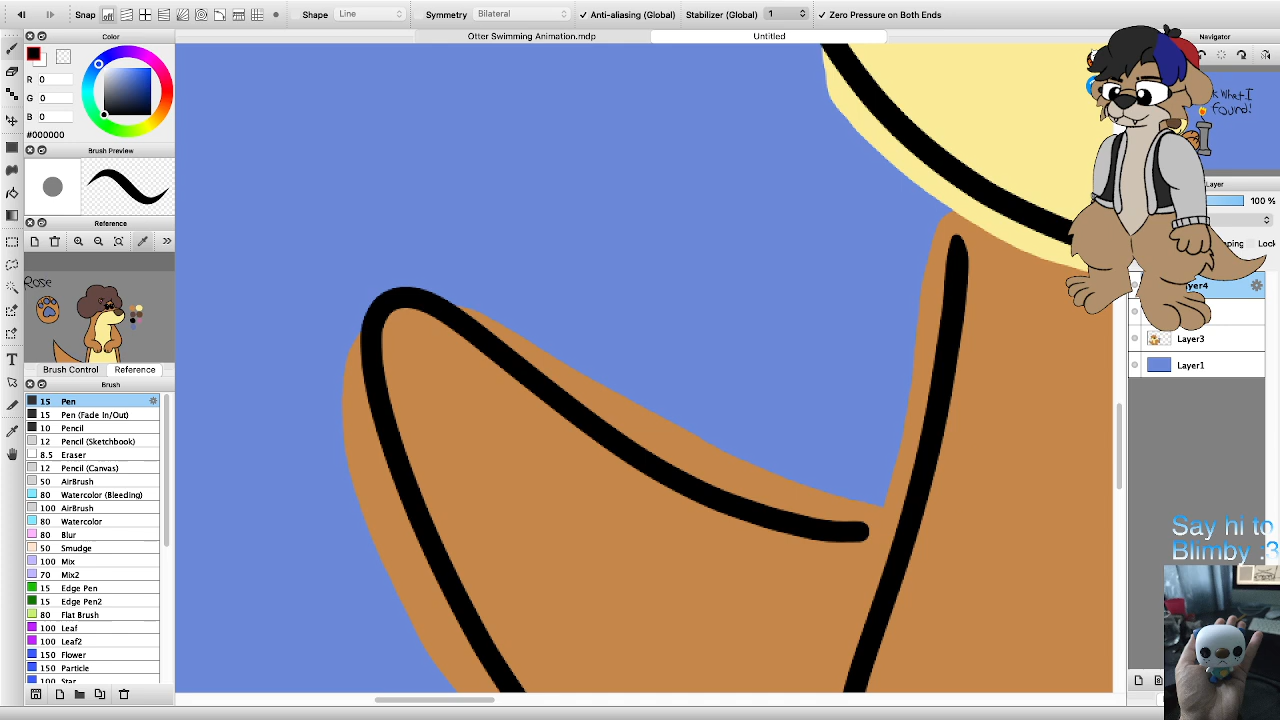 Snap
Shape
Line
Symmetry
Bilateral
Anti-aliasing (Global)
Stabilizer (Global)
1
Zero Pressure on Both Ends
Otter Swimming Animation.mdp
Untitled
Navigator
Color
R 0
G 0
B 0
#000000
Brush Preview
Reference
Rose
Brush Control
Reference
Brush
15 Pen
15 Pen (Fade In/Out)
10 Pencil
12 Pencil (Sketchbook)
8.5 Eraser
12 Pencil (Canvas)
50 AirBrush
80 Watercolor (Bleeding)
100 AirBrush
80 Watercolor
80 Blur
50 Smudge
100 Mix
70 Mix2
15 Edge Pen
15 Edge Pen2
80 Flat Brush
100 Leaf
100 Leaf2
150 Flower
150 Particle
100 Star
What I
found!
Layer
100 %
Lock
Layer3
Layer1
Say hi to
Blimby :3